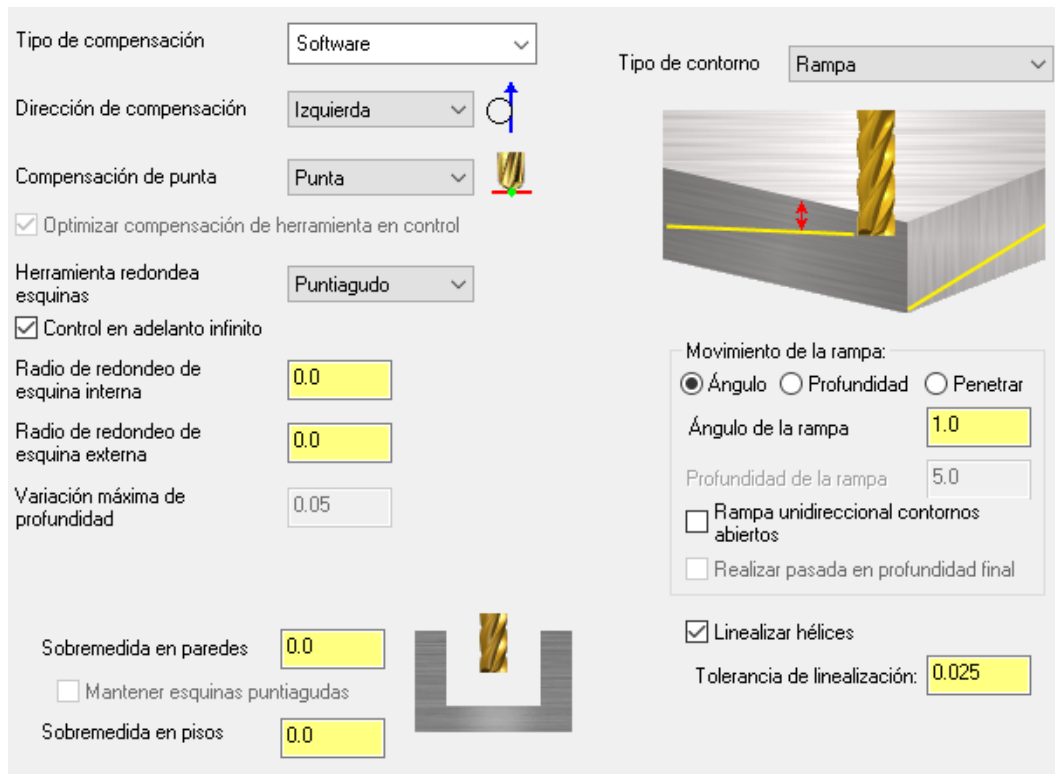 Tipo de compensación
Software
Dirección de compensación
Izquierda
Compensación de punta
Punta
Optimizar compensación de herramienta en control
Herramienta redondea
esquinas
Puntiagudo
Control en adelanto infinito
Radio de redondeo de
esquina interna
0.0
Radio de redondeo de
esquina externa
0.0
Variación máxima de
profundidad
0.05
Sobremedida en paredes
0.0
Mantener esquinas puntiagudas
Sobremedida en pisos
0.0
Tipo de contorno
Rampa
Movimiento de la rampa:
Ángulo Profundidad Penetrar
Ángulo de la rampa
1.0
Profundidad de la rampa
5.0
Rampa unidireccional contornos
abiertos
Realizar pasada en profundidad final
Linealizar hélices
Tolerancia de linealización:
0.025